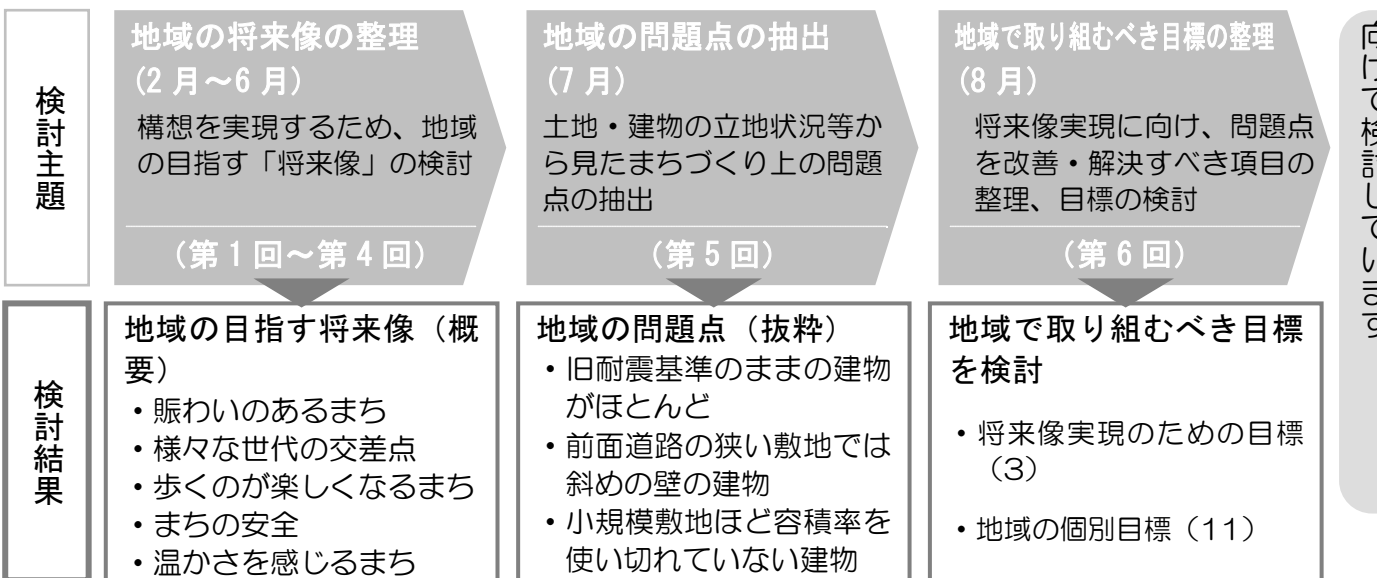 検討主題
地域の将来像の整理
(2 月～6 月)
構想を実現するため、地域
の目指す「将来像」の検討
(第 1 回～第 4 回)
地域の問題点の抽出
(7 月)
土地・建物の立地状況等か
ら見たまちづくり上の問題
点の抽出
(第 5 回)
地域で取り組むべき目標の整理
(8 月)
将来像実現に向け、問題点
を改善・解決すべき項目の
整理、目標の検討
(第 6 回)
検討結果
地域の目指す将来像（概
要）
・賑わいのあるまち
・様々な世代の交差点
・歩くのが楽しくなるまち
・まちの安全
・温かさを感じるまち
地域の問題点（抜粋）
・旧耐震基準のままの建物
がほとんど
・前面道路の狭い敷地では
斜めの壁の建物
・小規模敷地ほど容積率を
使い切れていない建物
地域で取り組むべき目標
を検討
・将来像実現のための目標
（3）
・地域の個別目標（11）
向けて検討しています